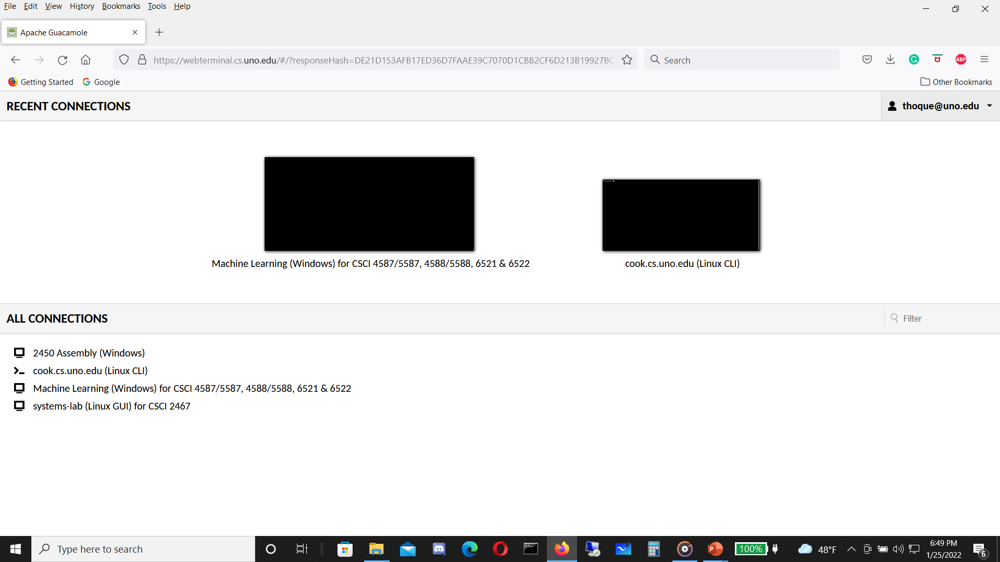 File Edit View History Bookmarks Tools Help
Apache Guacamole
https://webterminal.cs.uno.edu/#/?responseHash=DE21D153AFB17ED36D7FAAE39C7070D1CBB2CF6D213B19927BC
Search
ABP
Getting Started Google Other Bookmarks
RECENT CONNECTIONS thoque@uno.edu
Machine Learning (Windows) for CSCI 4587/5587, 4588/5588, 6521 & 6522 cook.cs.uno.edu (Linux CLI)
ALL CONNECTIONS Filter
2450 Assembly (Windows)
cook.cs.uno.edu (Linux CLI)
Machine Learning (Windows) for CSCI 4587/5587, 4588/5588, 6521 & 6522
systems-lab (Linux GUI) for CSCI 2467
Type here to search 100% 48°F 6:49 PM
1/25/2022 6